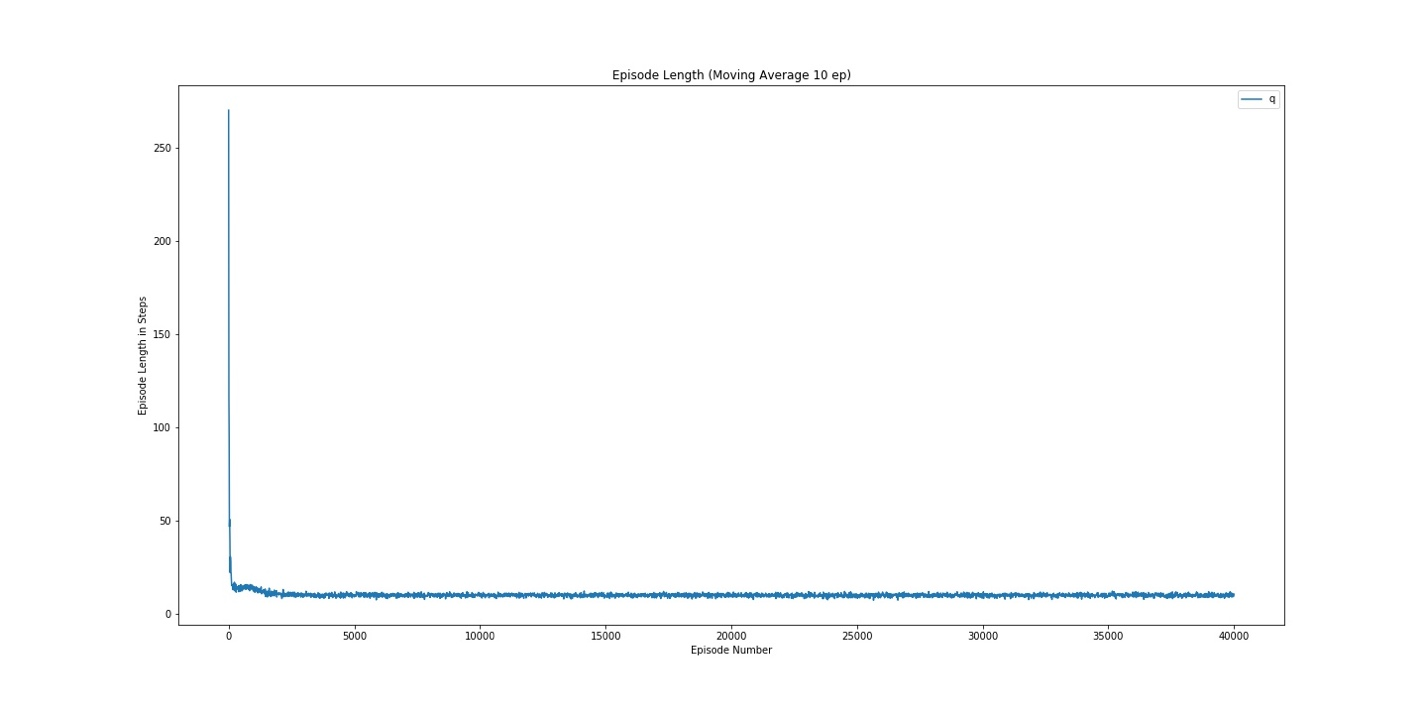 Episode Length (Moving Average 10 ep)
q
Episode Length in Steps
250
200
150
100
50
0
0 5000 10000 15000 20000 25000 30000 35000 40000
Episode Number